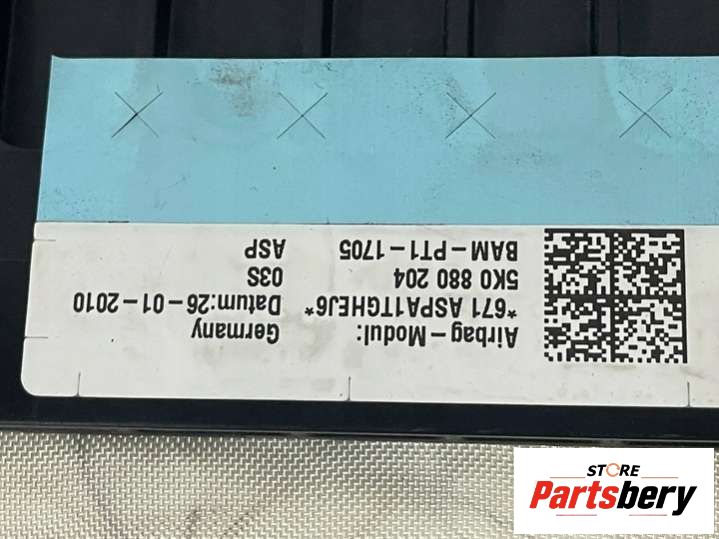 Airbag-Modul:
Germany
*671 ASPA1TGHEJ6*
Datum:26-01-2010
5K0 880 204
03S
BAM-PT1-1705
ASP
STORE
Partsbery